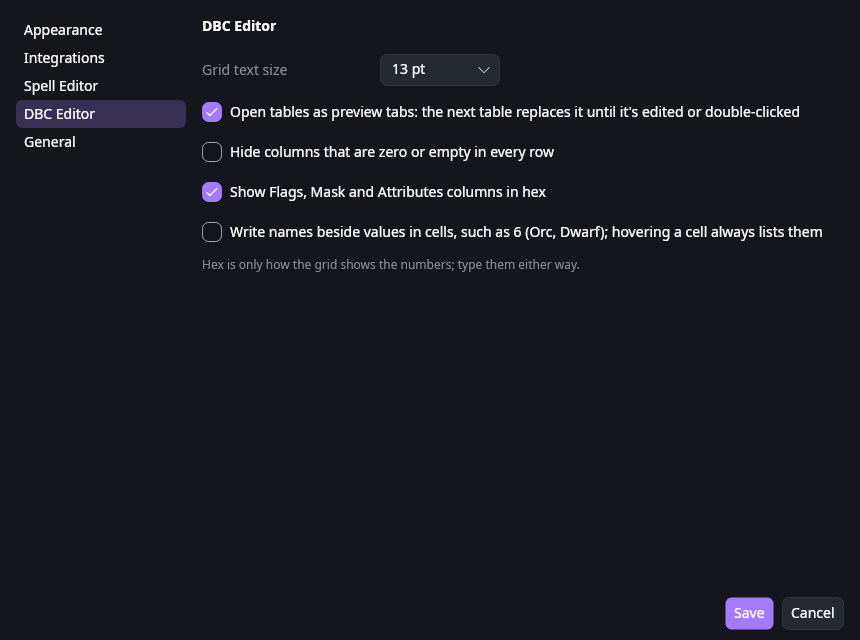 Appearance
Integrations
Spell Editor
DBC Editor
General
DBC Editor
Grid text size
13 pt
Open tables as preview tabs: the next table replaces it until it's edited or double-clicked
Hide columns that are zero or empty in every row
Show Flags, Mask and Attributes columns in hex
Write names beside values in cells, such as 6 (Orc, Dwarf); hovering a cell always lists them
Hex is only how the grid shows the numbers; type them either way.
Save
Cancel